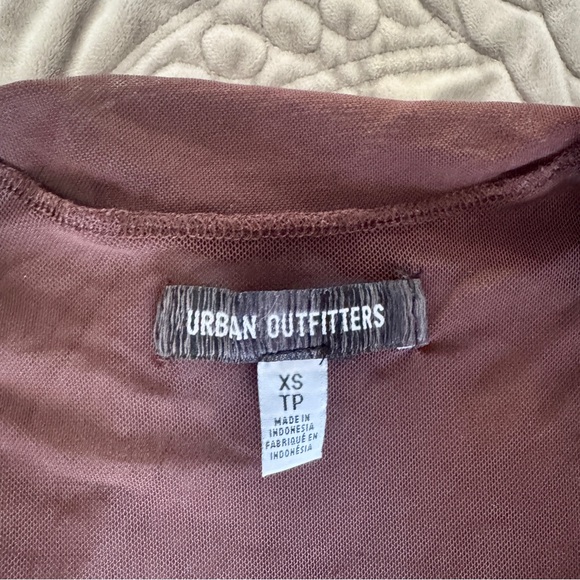 URBAN OUTFITTERS
XS
TP
MADE IN
INDONESIA
FABRIQUÉ EN
INDONÉSIA